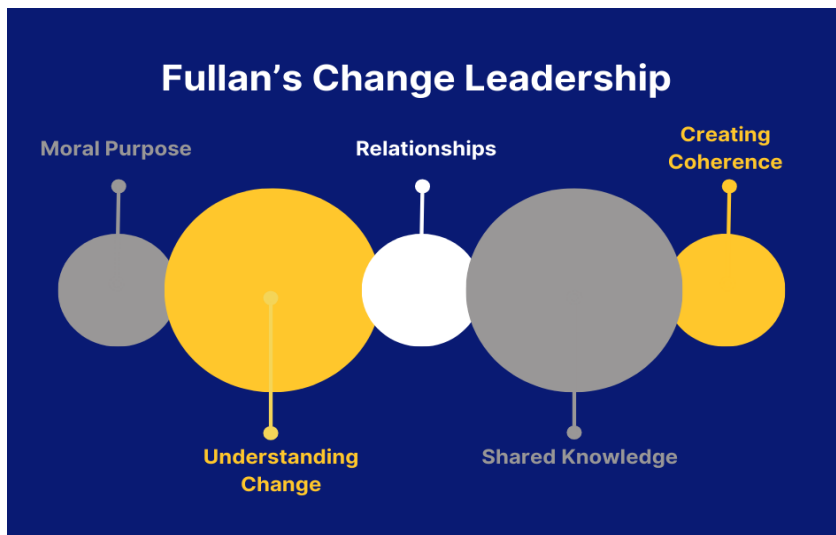 Fullan’s Change Leadership
Moral Purpose
Relationships
Creating
Coherence
Understanding
Change
Shared Knowledge